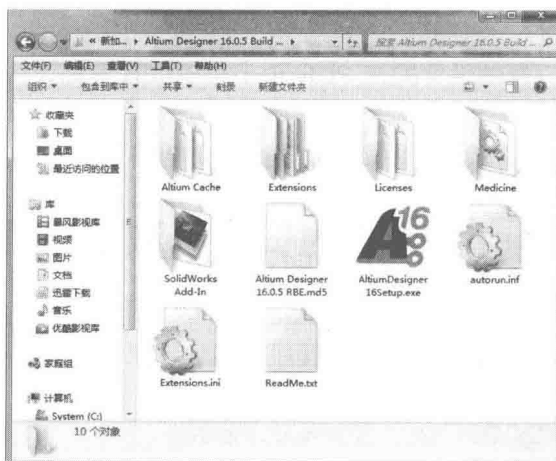 « 新加... ▸ Altium Designer 16.0.5 Build ... ▸
搜索 Altium Designer 16.0.5 Build ...
文件(F) 编辑(E) 查看(V) 工具(T) 帮助(H)
组织 包含到库中 共享 刻录 新建文件夹
收藏夹
下载
桌面
最近访问的位置
库
暴风影视库
视频
图片
文档
迅雷下载
音乐
优酷影视库
家庭组
计算机
System (C:)
Altium Cache
Extensions
Licenses
Medicine
SolidWorks
Add-In
Altium Designer
16.0.5 RBE.md5
16
AltiumDesigner
16Setup.exe
autorun.inf
Extensions.ini
ReadMe.txt
10 个对象